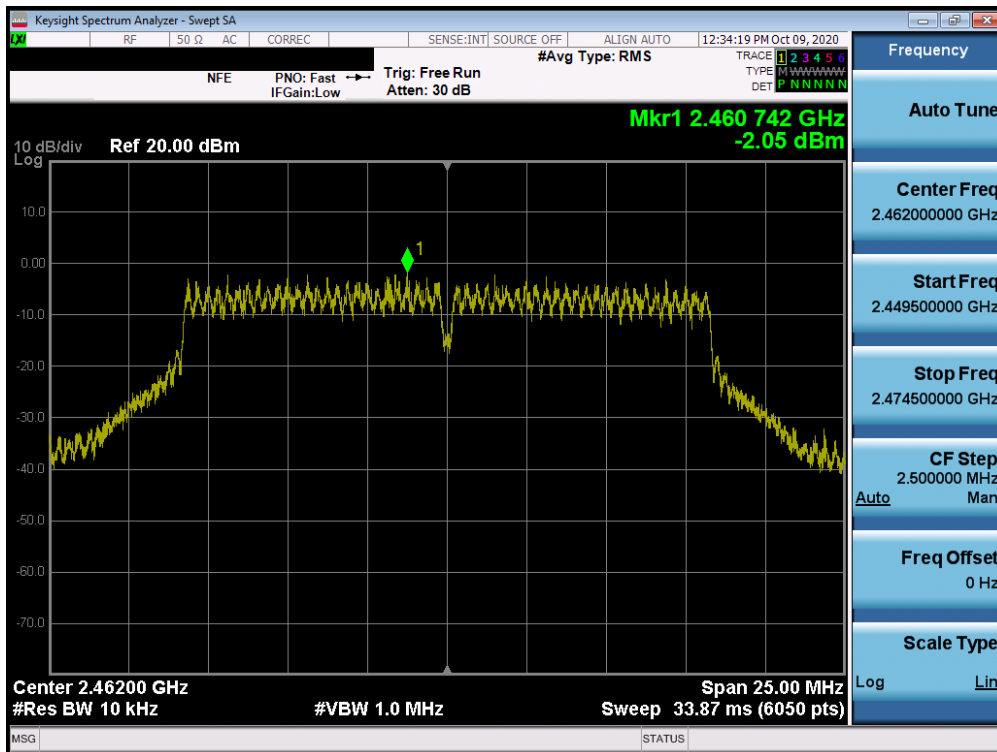 Keysight Spectrum Analyzer - Swept SA
LXI RF 50 Ω AC CORREC SENSE:INT SOURCE OFF ALIGN AUTO 12:34:19 PM Oct 09, 2020
NFE PNO: Fast Trig: Free Run #Avg Type: RMS TRACE 1 2 3 4 5 6
IFGain:Low Atten: 30 dB TYPE M WWWWW
DET P N N N N N
Mkr1 2.460 742 GHz
-2.05 dBm
10 dB/div Ref 20.00 dBm
Log
1
10.0
0.00
-10.0
-20.0
-30.0
-40.0
-50.0
-60.0
-70.0
Center 2.46200 GHz Span 25.00 MHz
#Res BW 10 kHz #VBW 1.0 MHz Sweep 33.87 ms (6050 pts)
MSG STATUS
Frequency
Auto Tune
Center Freq
2.462000000 GHz
Start Freq
2.449500000 GHz
Stop Freq
2.474500000 GHz
CF Step
2.500000 MHz
Auto Man
Freq Offset
0 Hz
Scale Type
Log Lin